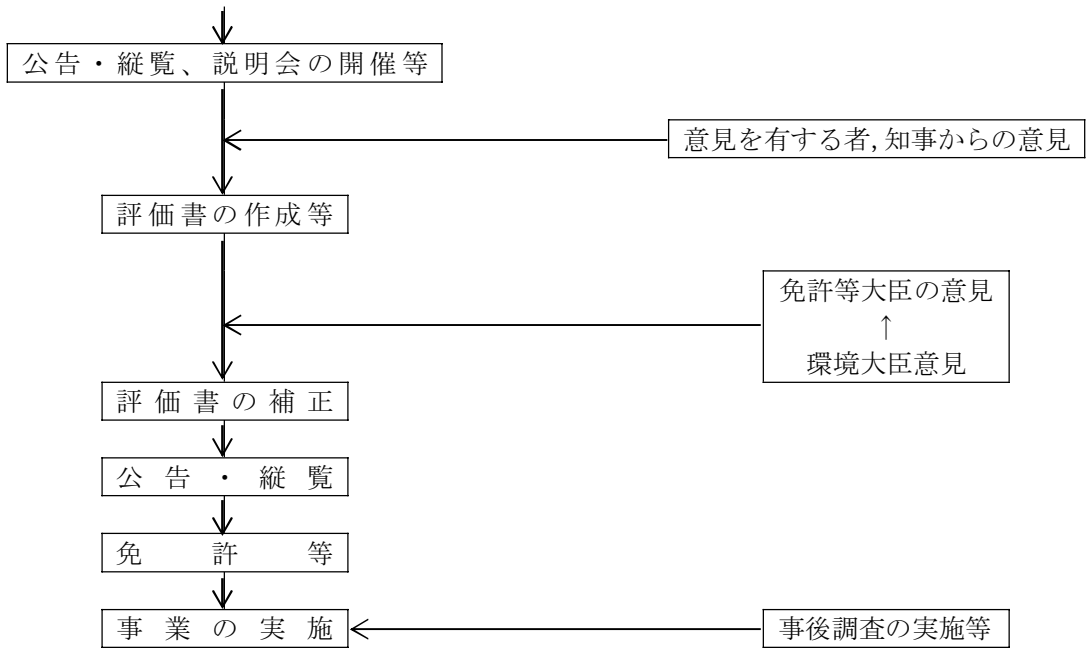 公告・縦覧、説明会の開催等
意見を有する者,知事からの意見
評価書の作成等
免許等大臣の意見
↑
環境大臣意見
評価書の補正
公告・縦覧
免許等
事業の実施
事後調査の実施等